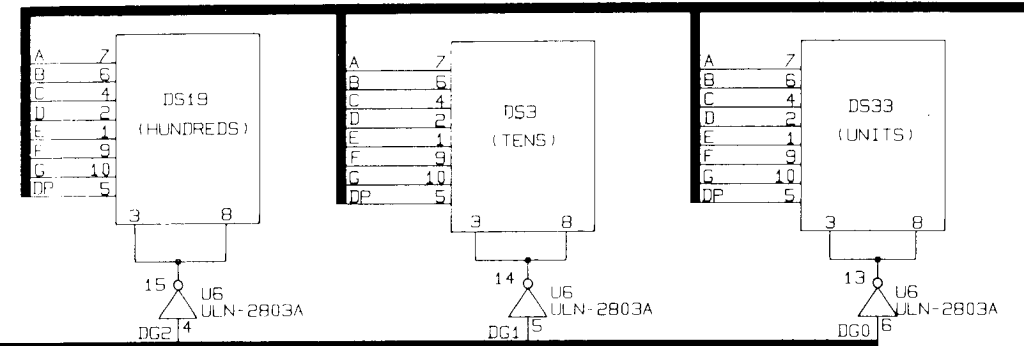 A 7
B 6
C 4
D 2
E 1
F 9
G 10
DP 5
DS19
(HUNDREDS)
3 8
15
U6
ULN-2803A
DG2 4
A 7
B 6
C 4
D 2
E 1
F 9
G 10
DP 5
DS3
(TENS)
3 8
14
U6
ULN-2803A
DG1 5
A 7
B 6
C 4
D 2
E 1
F 9
G 10
DP 5
DS33
(UNITS)
3 8
13
U6
ULN-2803A
DG0 6